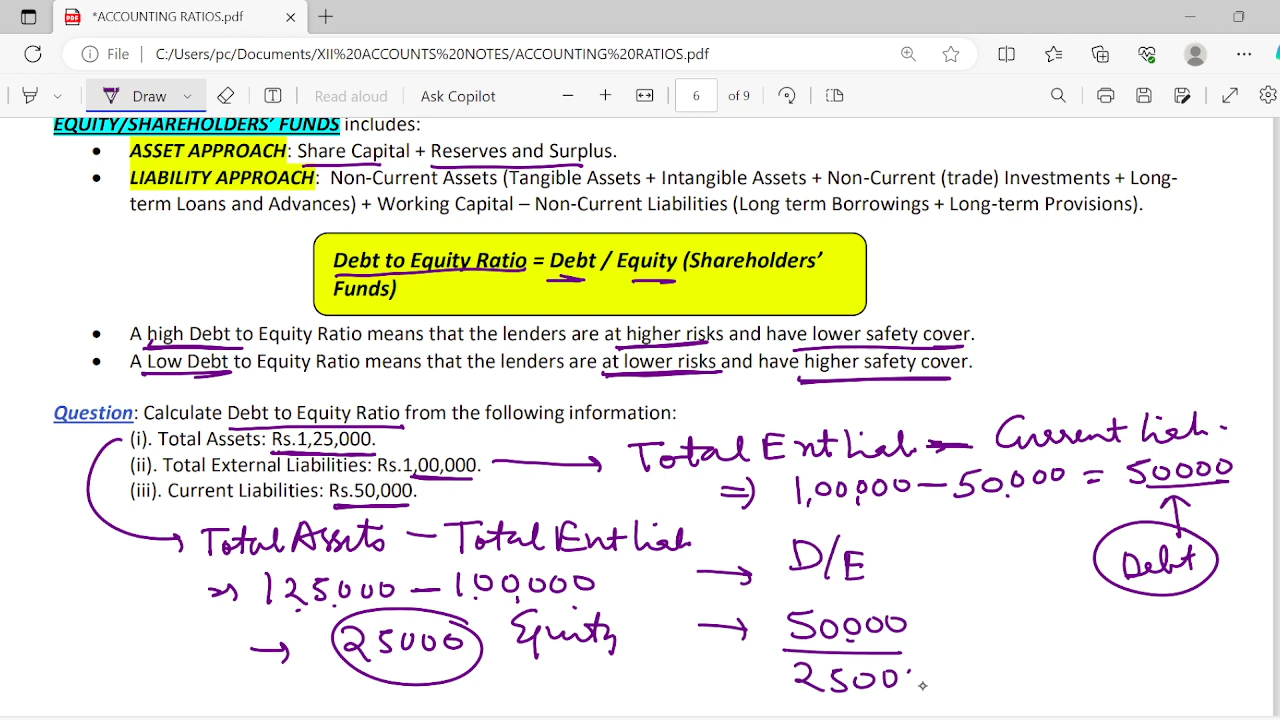 *ACCOUNTING RATIOS.pdf
File C:/Users/pc/Documents/XII%20ACCOUNTS%20NOTES/ACCOUNTING%20RATIOS.pdf
Draw Read aloud Ask Copilot 6 of 9
EQUITY/SHAREHOLDERS' FUNDS includes:
• ASSET APPROACH: Share Capital + Reserves and Surplus.
• LIABILITY APPROACH: Non-Current Assets (Tangible Assets + Intangible Assets + Non-Current (trade) Investments + Long-
term Loans and Advances) + Working Capital – Non-Current Liabilities (Long term Borrowings + Long-term Provisions).
Debt to Equity Ratio = Debt / Equity (Shareholders'
Funds)
• A high Debt to Equity Ratio means that the lenders are at higher risks and have lower safety cover.
• A Low Debt to Equity Ratio means that the lenders are at lower risks and have higher safety cover.
Question: Calculate Debt to Equity Ratio from the following information:
(i). Total Assets: Rs.1,25,000.
(ii). Total External Liabilities: Rs.1,00,000.
(iii). Current Liabilities: Rs.50,000.
→ Total Ext Liab – Current Liab.
⇒ 1,00,000 – 50,000 = 50000
Debt
→ Total Assets – Total Ext Liab
⇒ 1,25,000 – 1,00,000
→ 25000 Equity
→ D/E
→ 50,000
2500